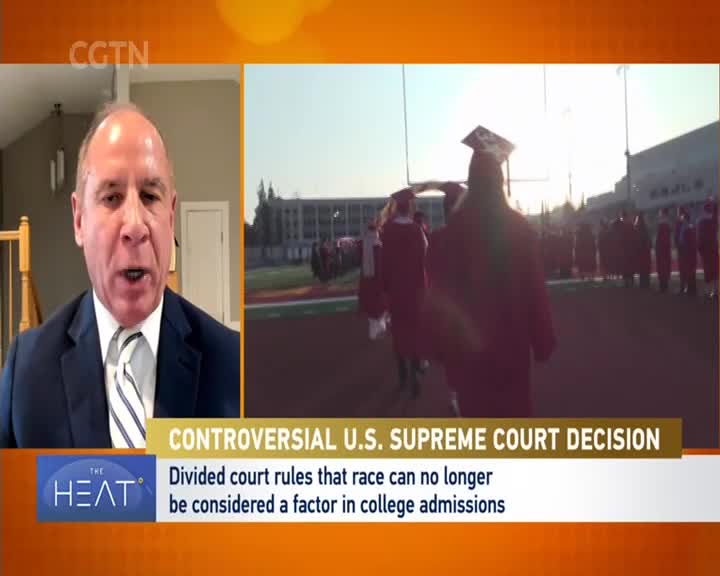 CGTN
CONTROVERSIAL U.S. SUPREME COURT DECISION
THE
HEAT
Divided court rules that race can no longer
be considered a factor in college admissions